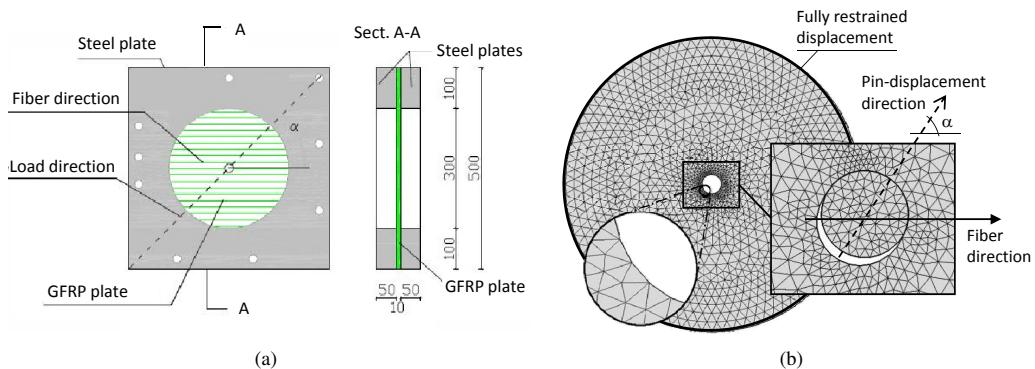 A
Sect. A-A
Steel plate
Steel plates
Fiber direction
α
Load direction
GFRP plate
A
100
300
500
100
GFRP plate
50 50
10
(a)
Fully restrained
displacement
Pin-displacement
direction
α
Fiber
direction
(b)